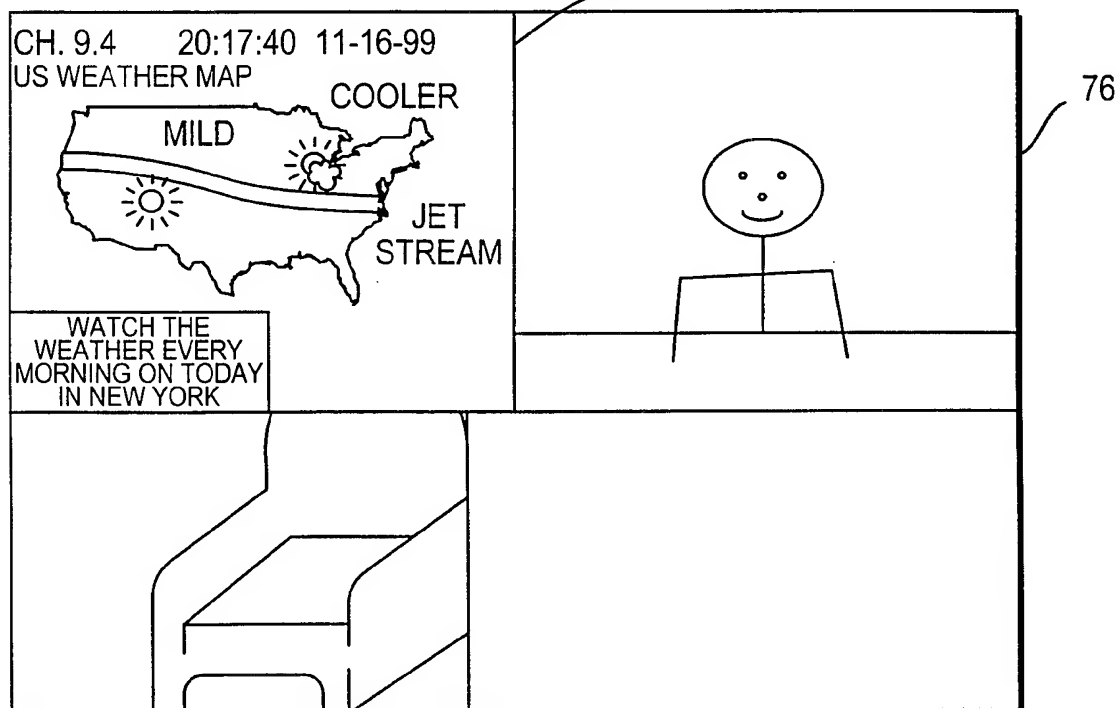 CH. 9.4 20:17:40 11-16-99
US WEATHER MAP
COOLER
MILD
JET
STREAM
WATCH THE
WEATHER EVERY
MORNING ON TODAY
IN NEW YORK
76